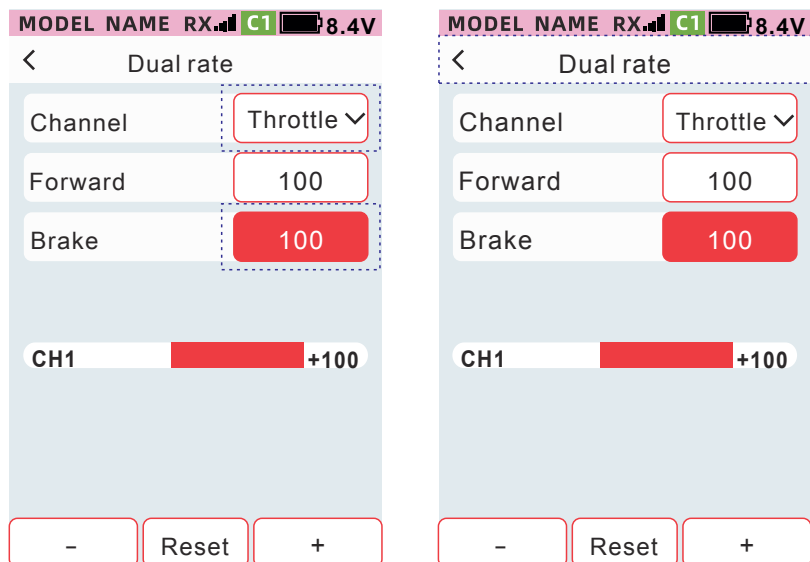 MODEL NAME RX C1 8.4V
Dual rate
Channel Throttle
Forward 100
Brake 100
CH1 +100
- Reset +
MODEL NAME RX C1 8.4V
Dual rate
Channel Throttle
Forward 100
Brake 100
CH1 +100
- Reset +